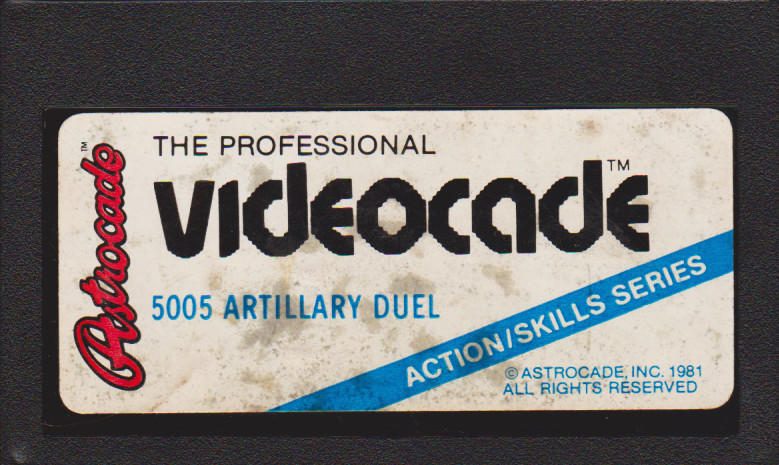 Astrocade™
THE PROFESSIONAL
VIDEOCADE™
5005 ARTILLARY DUEL
ACTION/SKILLS SERIES
© ASTROCADE, INC. 1981
ALL RIGHTS RESERVED